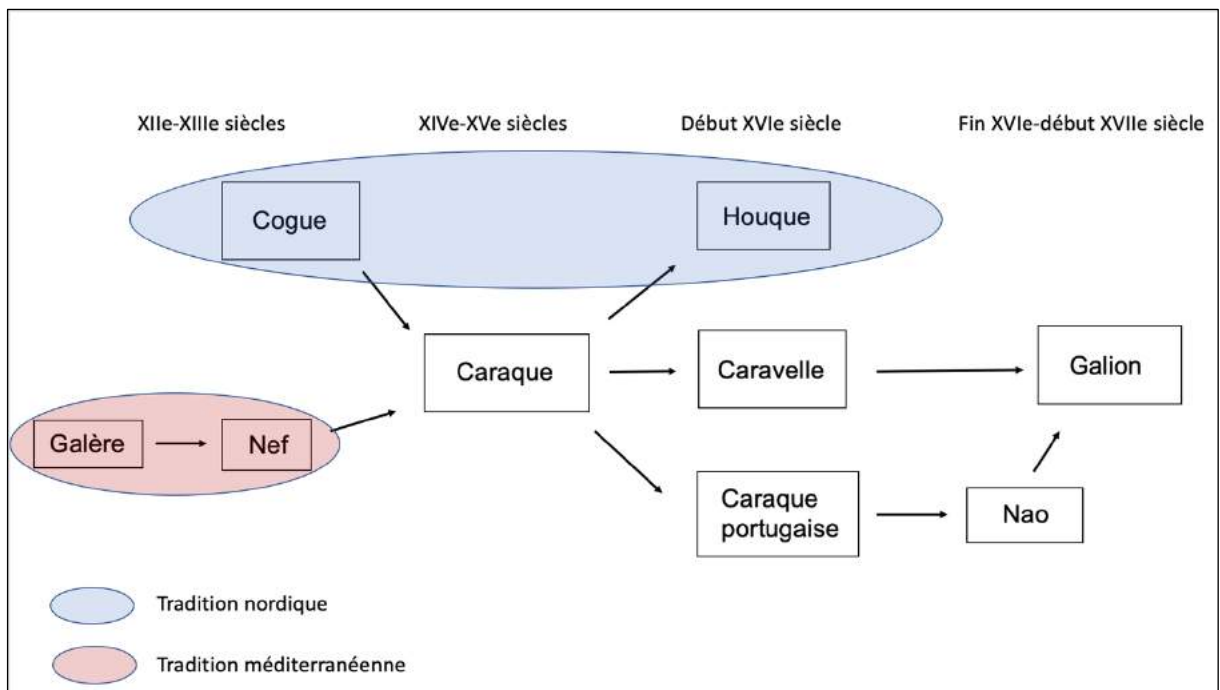 XIIe-XIIIe siècles
XIVe-XVe siècles
Début XVIe siècle
Fin XVIe-début XVIIe siècle
Cogue
Houque
Caraque
Caravelle
Galion
Galère
Nef
Caraque
portugaise
Nao
Tradition nordique
Tradition méditerranéenne